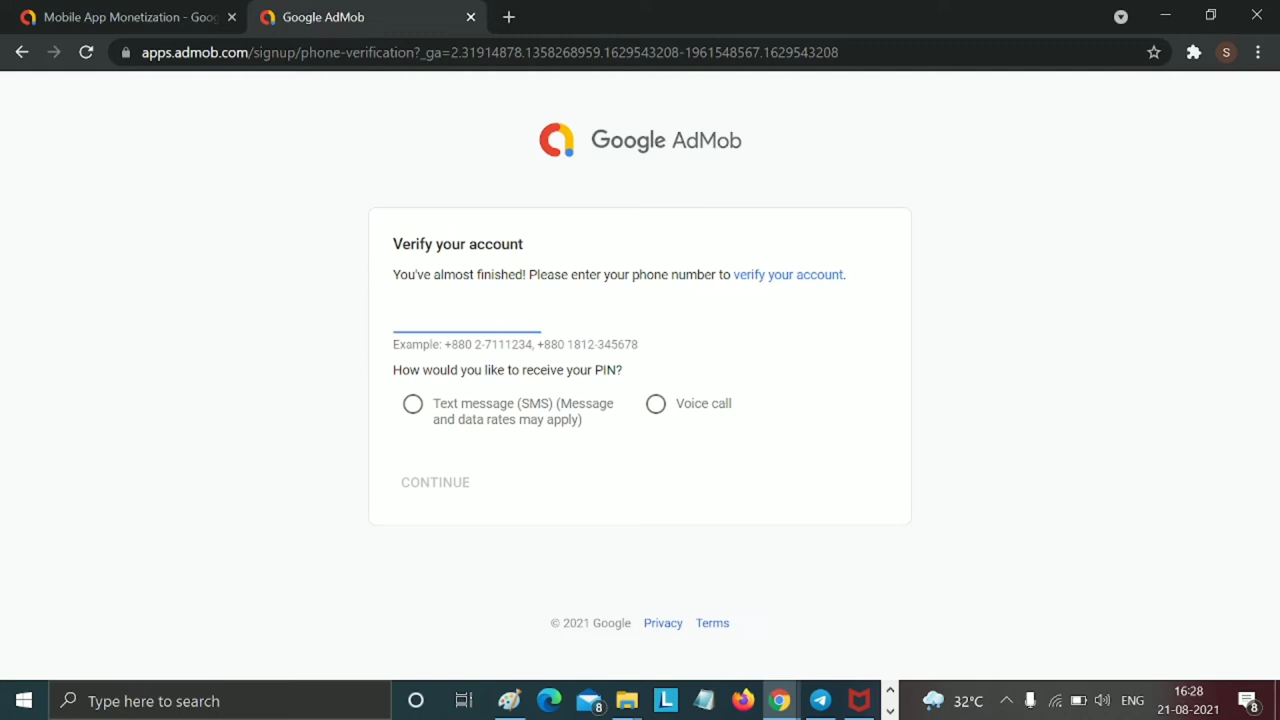 Mobile App Monetization - Goog
Google AdMob
apps.admob.com/signup/phone-verification?_ga=2.31914878.1358268959.1629543208-1961548567.1629543208
S
Google AdMob
Verify your account
You've almost finished! Please enter your phone number to verify your account.
Example: +880 2-7111234, +880 1812-345678
How would you like to receive your PIN?
Text message (SMS) (Message
and data rates may apply)
Voice call
CONTINUE
© 2021 Google Privacy Terms
Type here to search
8
L
32°C
ENG
16:28
21-08-2021
8